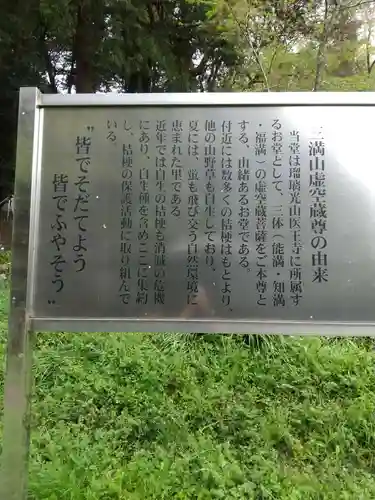 三満山虚空蔵尊の由来
当堂は瑠璃光山医王寺に所属す
るお堂として、三体（能満・知満
・福満）の虚空蔵菩薩をご本尊と
する、由緒あるお堂である。
付近には数多くの桔梗はもとより、
他の山野草も自生しており、
夏には、蛍も飛び交う自然環境に
恵まれた里である
近年では自生の桔梗も消滅の危機
にあり、自生種を含めここに集約
し、桔梗の保護活動に取り組んで
いる
"皆でそだてよう
皆でふやそう"